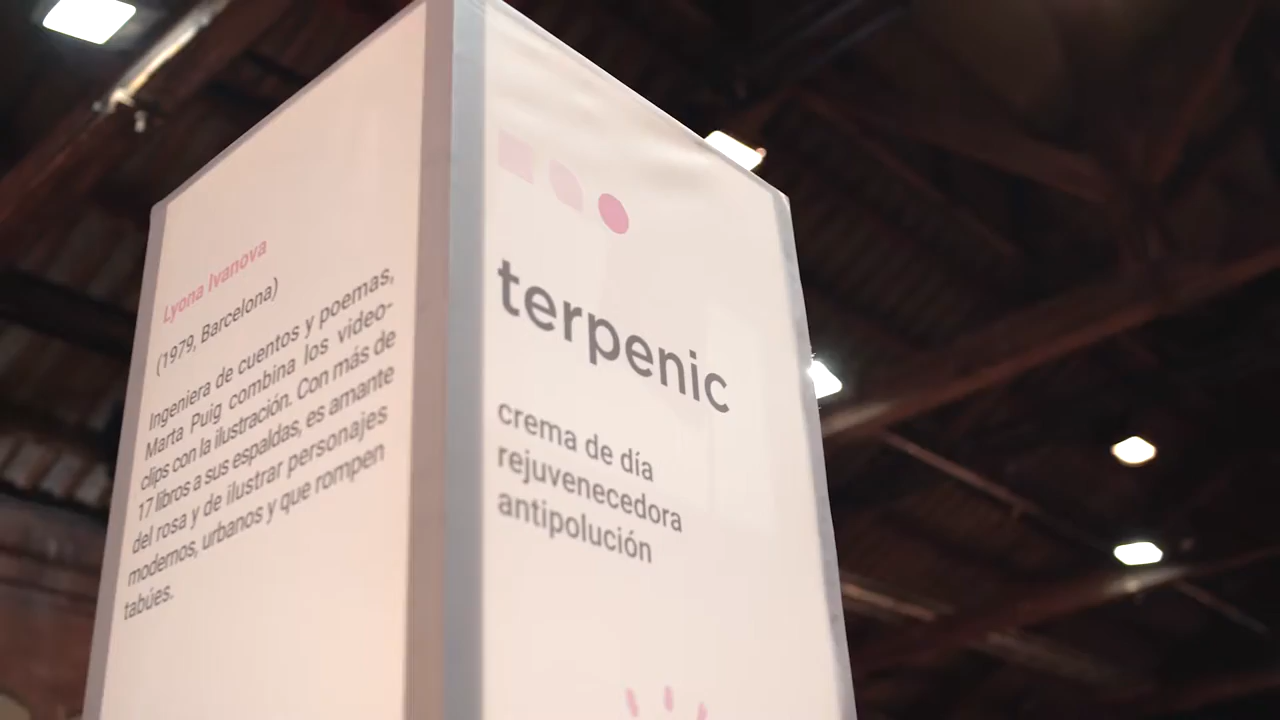 Lyona Ivanova
(1979, Barcelona)
Ingeniera de cuentos y poemas,
Marta Puig combina los video-
clips con la ilustración. Con más de
17 libros a sus espaldas, es amante
del rosa y de ilustrar personajes
modernos, urbanos y que rompen
tabúes.
terpenic
crema de día
rejuvenecedora
antipolución